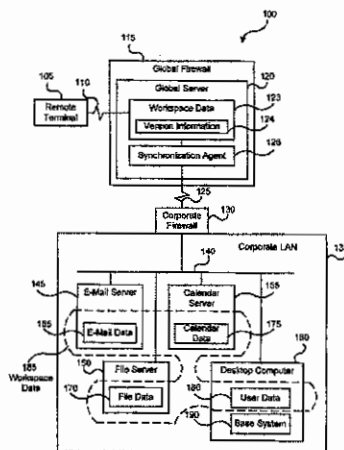 100
115
Global Firewall
105
110
120
Global Server
123
Remote Terminal
Workspace Data
Version Information
124
Synchronization Agent
126
125
130
Corporate Firewall
Corporate LAN
140
145
E-Mail Server
Calendar Server
155
165
E-Mail Data
Calendar Data
175
185
Workspace Data
150
File Server
Desktop Computer
160
170
File Data
180
User Data
190
Base System